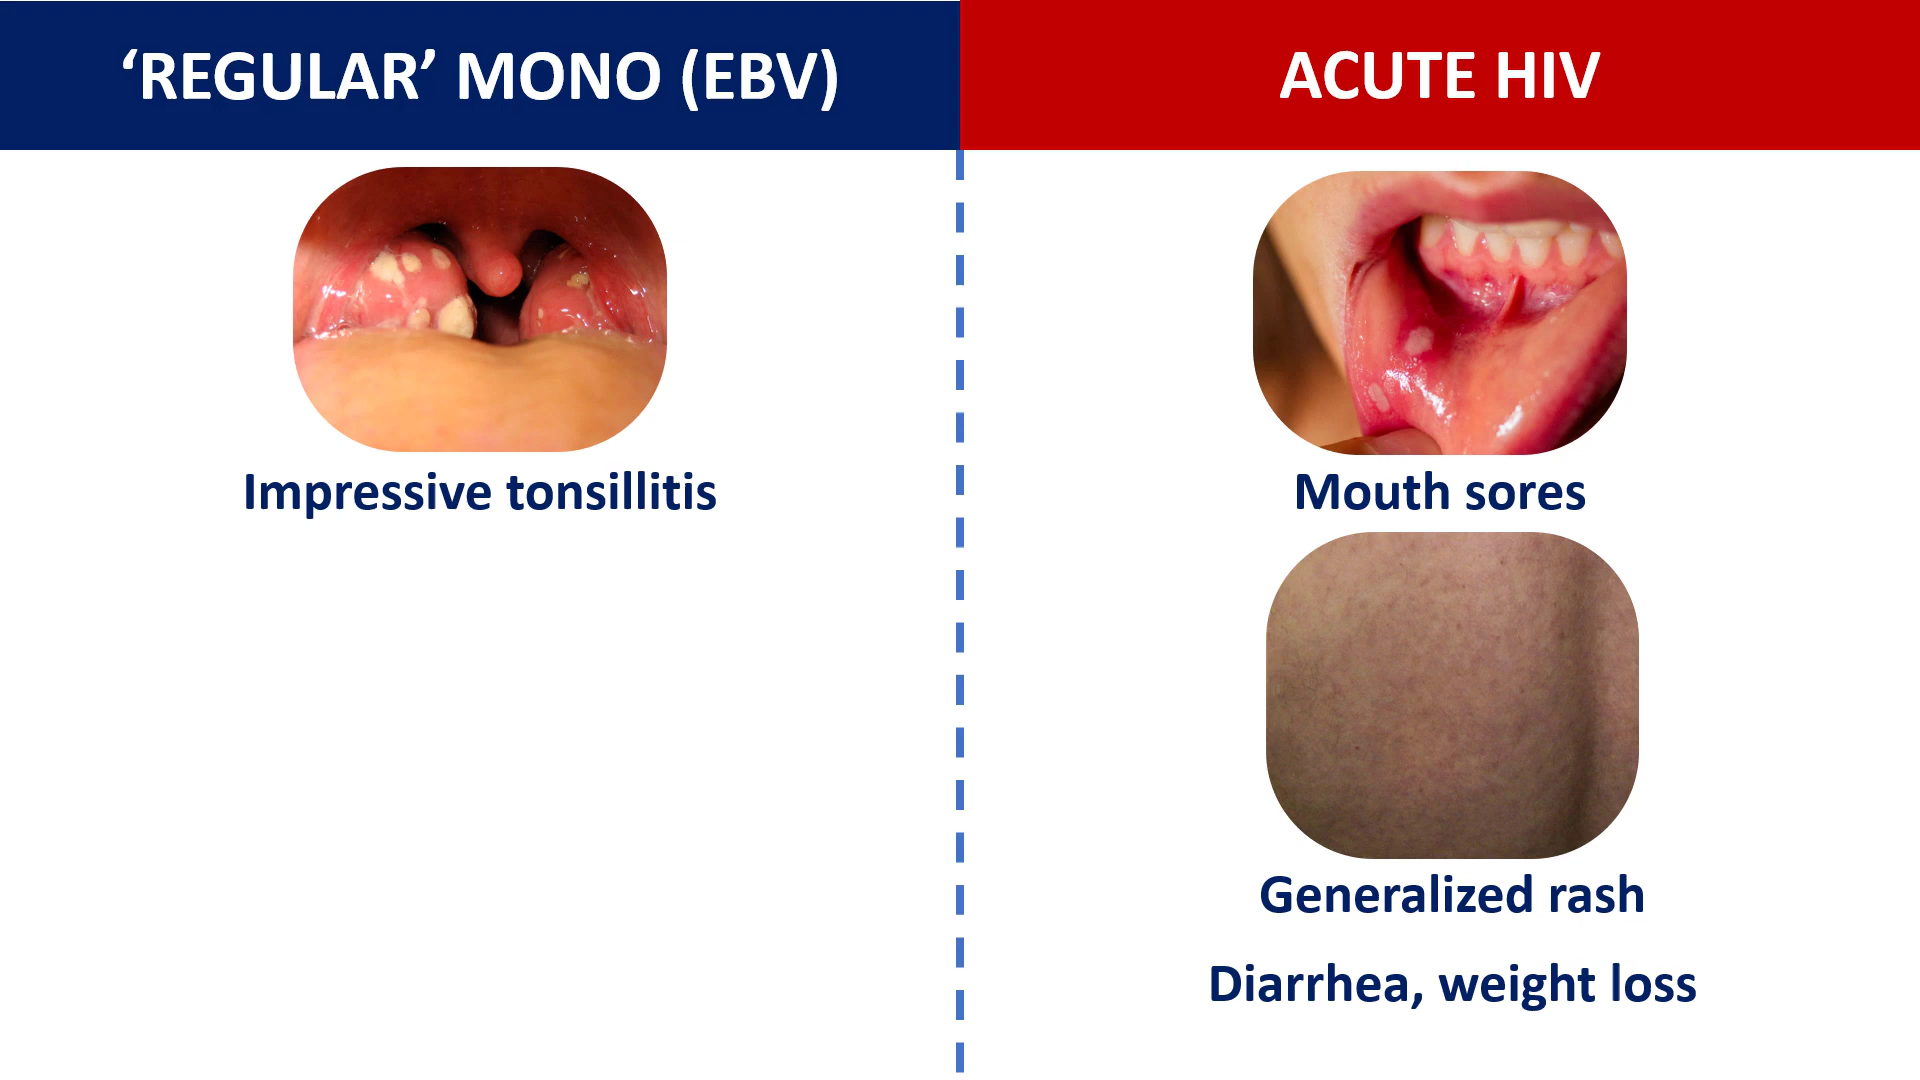 ‘REGULAR’ MONO (EBV)
ACUTE HIV
Impressive tonsillitis
Mouth sores
Generalized rash
Diarrhea, weight loss